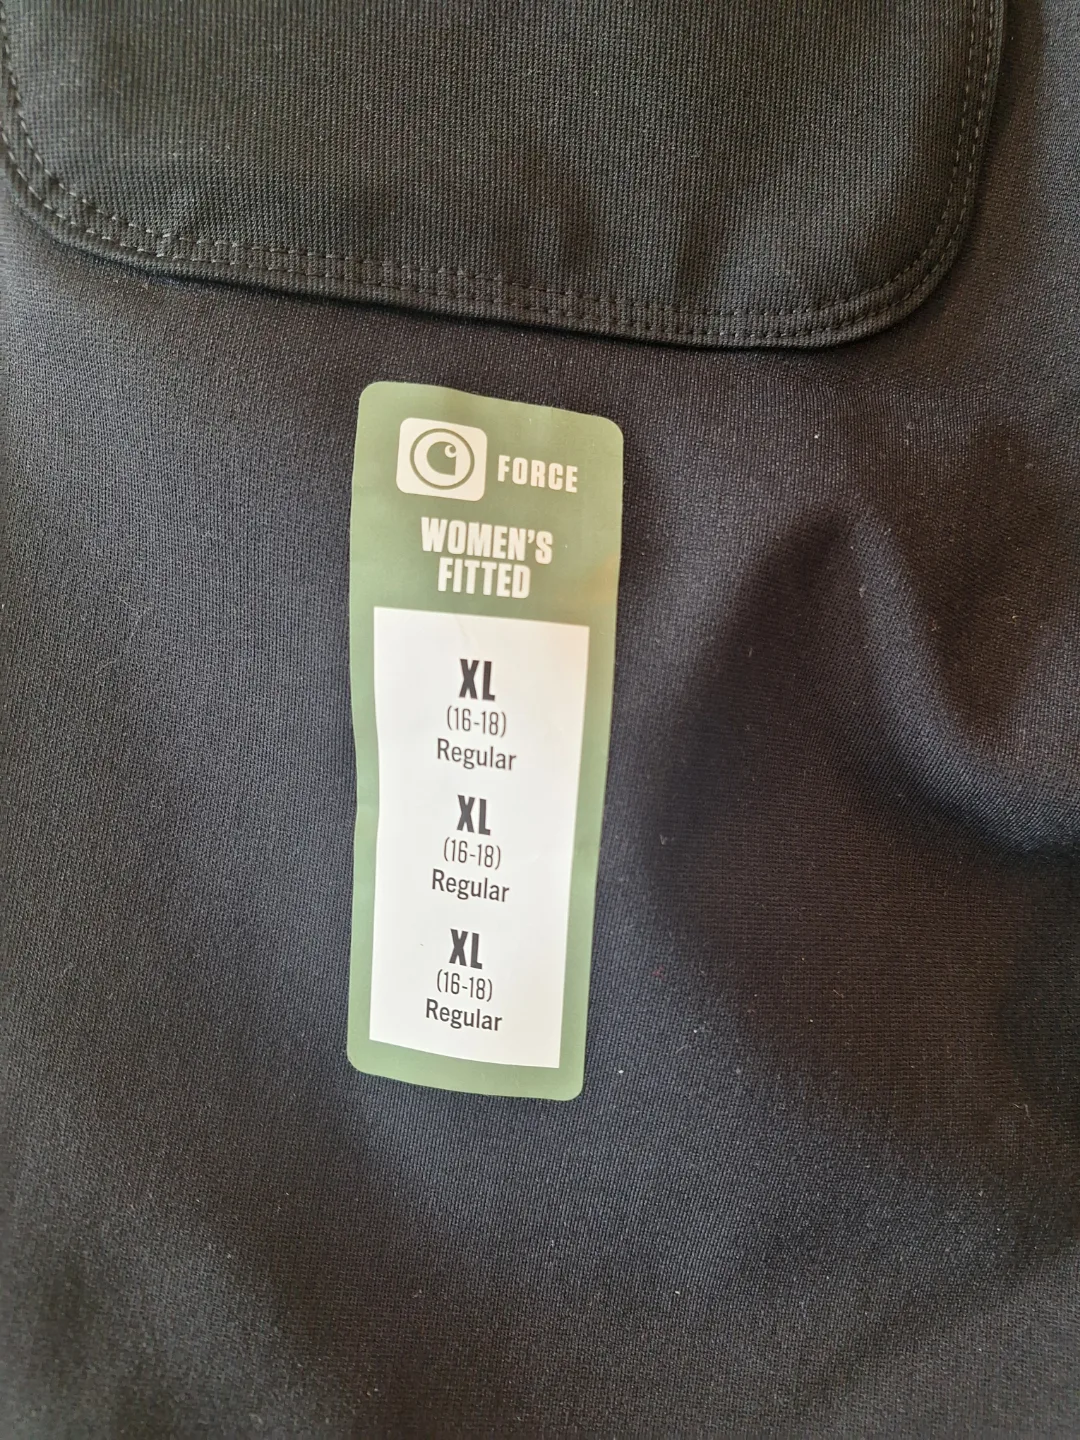 FORCE
WOMEN'S
FITTED
XL
(16-18)
Regular
XL
(16-18)
Regular
XL
(16-18)
Regular